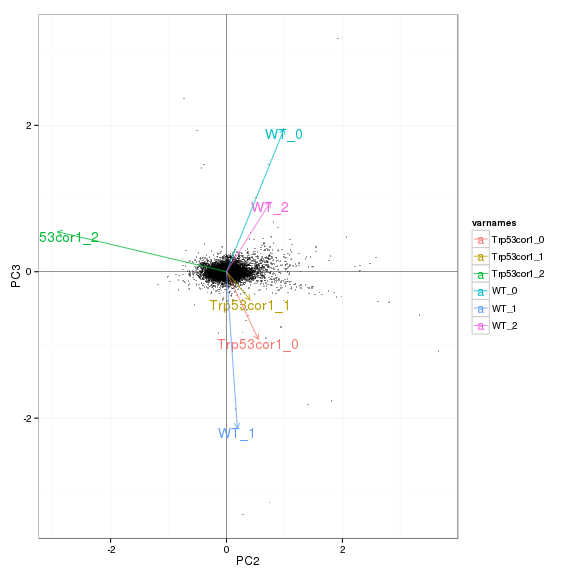 WT_0
WT_2
53cor1_2
Trp53cor1_1
Trp53cor1_0
WT_1
2
0
-2
PC3
-2
0
2
PC2
varnames
a Trp53cor1_0
a Trp53cor1_1
a Trp53cor1_2
a WT_0
a WT_1
a WT_2